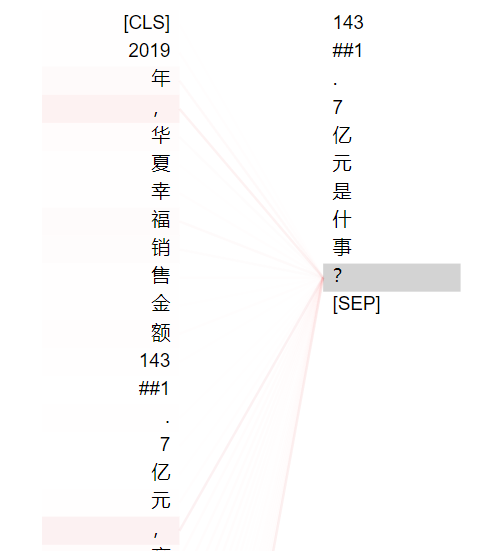 [CLS]
2019
年
，
华
夏
幸
福
销
售
金
额
143
##1
.
7
亿
元
，
143
##1
.
7
亿
元
是
什
事
？
[SEP]